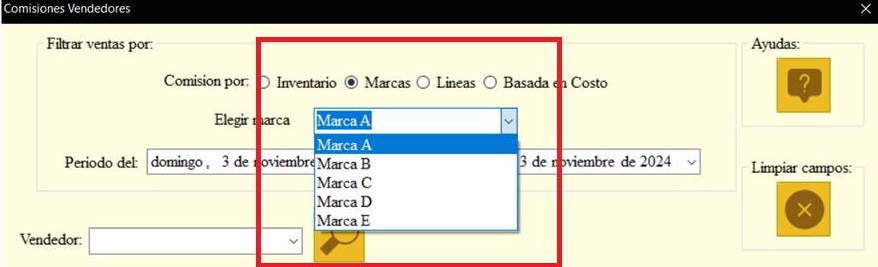 Comisiones Vendedores
Filtrar ventas por:
Ayudas:
Comision por: Inventario Marcas Lineas Basada en Costo
Elegir marca Marca A
Marca A
Marca B
Marca C
Marca D
Marca E
Periodo del: domingo, 3 de noviembre 3 de noviembre de 2024
Limpiar campos:
Vendedor: